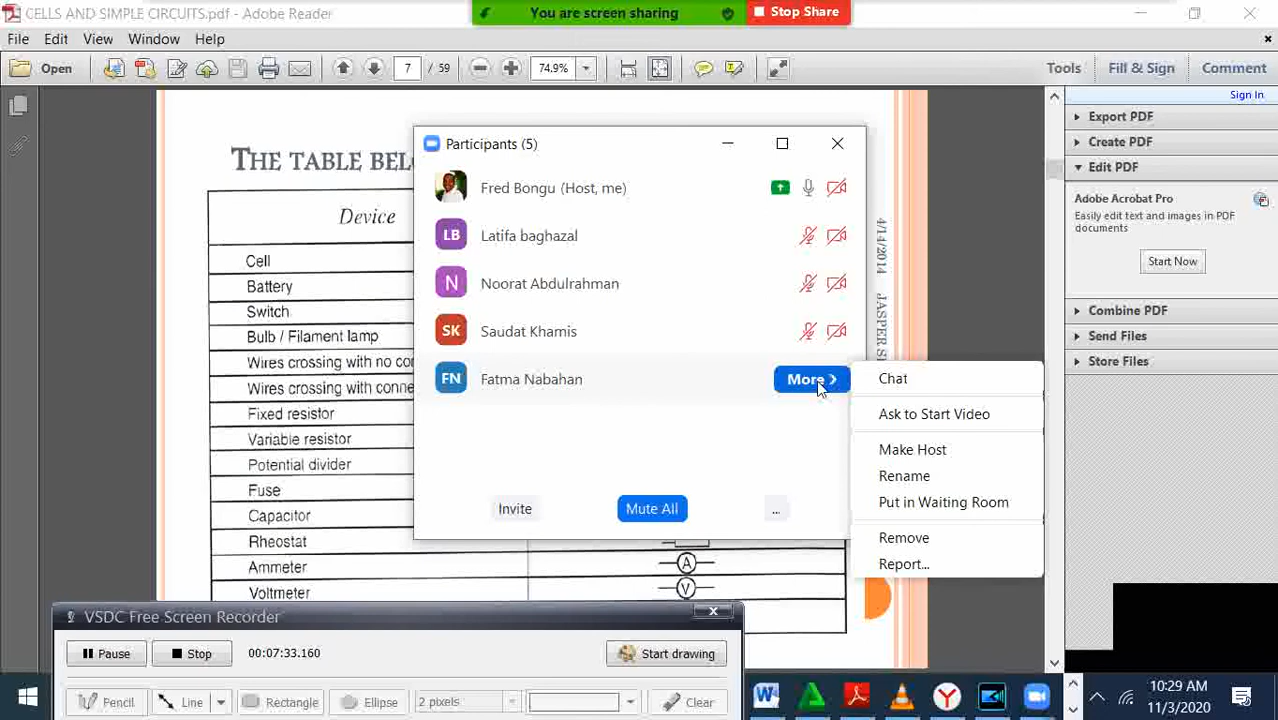 CELLS AND SIMPLE CIRCUITS.pdf - Adobe Reader
You are screen sharing
Stop Share
File Edit View Window Help
Open
7 / 59
74.9%
Tools Fill & Sign Comment
Sign In
Export PDF
Create PDF
Edit PDF
Adobe Acrobat Pro
Easily edit text and images in PDF
documents
Start Now
Combine PDF
Send Files
Store Files
THE TABLE BEL
Device
Cell
Battery
Switch
Bulb / Filament lamp
Wires crossing with no con
Wires crossing with conne
Fixed resistor
Variable resistor
Potential divider
Fuse
Capacitor
Rheostat
Ammeter
A
Voltmeter
V
4/14/2014
Participants (5)
Fred Bongu (Host, me)
LB Latifa baghazal
N Noorat Abdulrahman
SK Saudat Khamis
FN Fatma Nabahan
More
Invite
Mute All
...
Chat
Ask to Start Video
Make Host
Rename
Put in Waiting Room
Remove
Report...
VSDC Free Screen Recorder
Pause
Stop
00:07:33.160
Start drawing
Pencil
Line
Rectangle
Ellipse
2 pixels
Clear
10:29 AM
11/3/2020